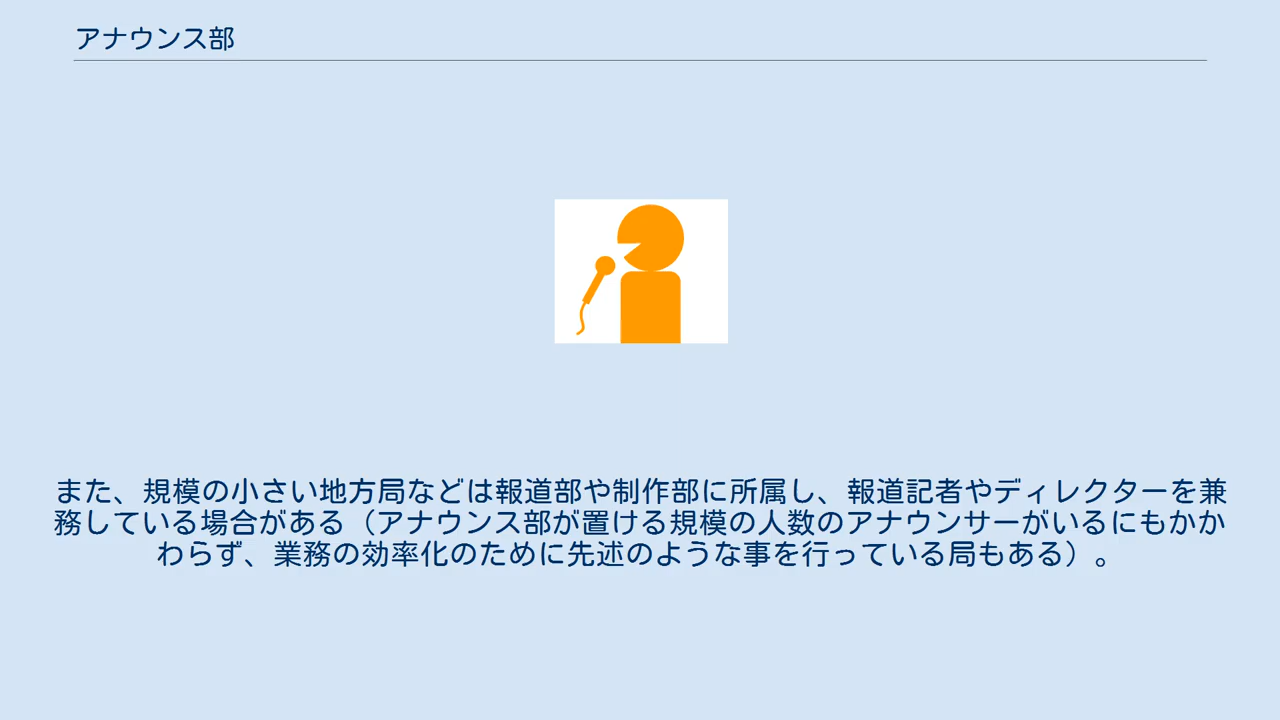 アナウンス部
また、規模の小さい地方局などは報道部や制作部に所属し、報道記者やディレクターを兼
務している場合がある（アナウンス部が置ける規模の人数のアナウンサーがいるにもかか
わらず、業務の効率化のために先述のような事を行っている局もある）。